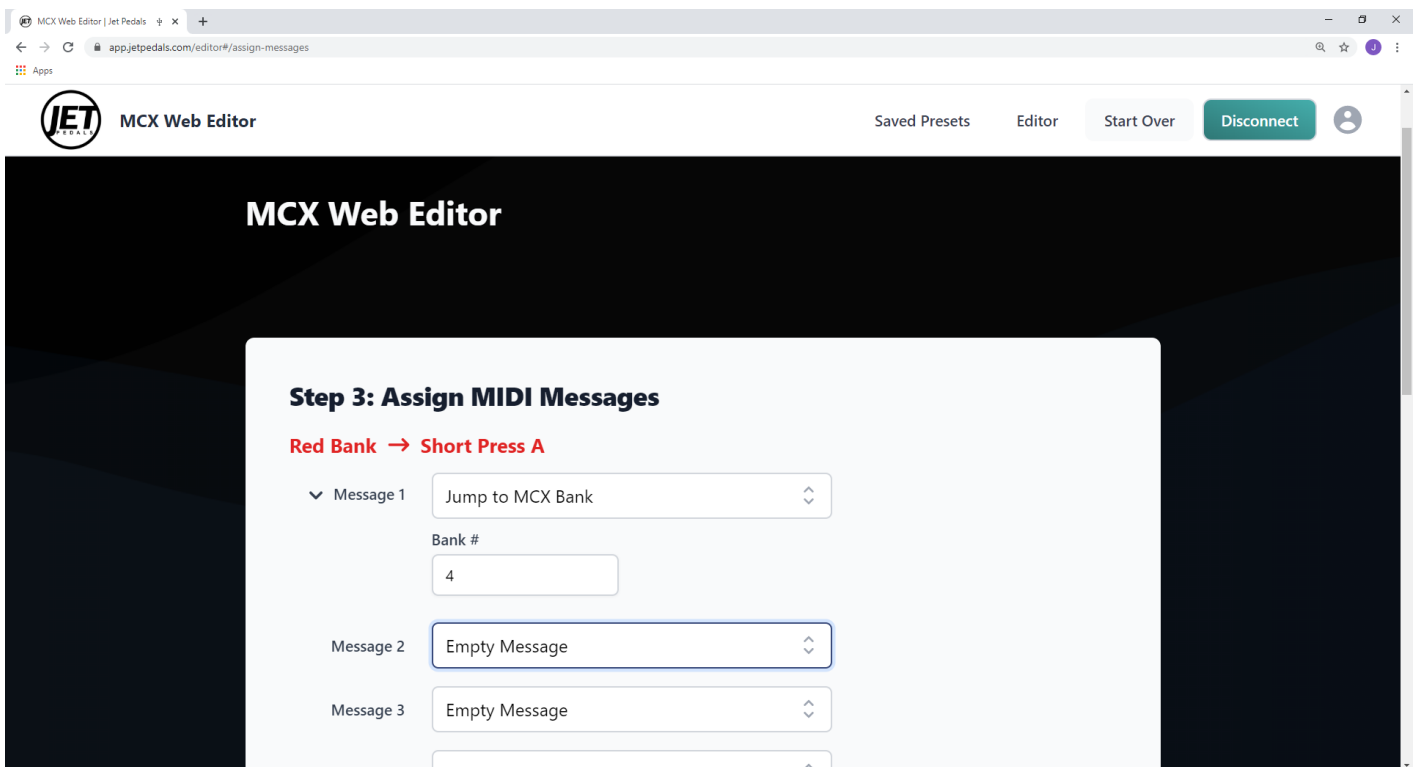 MCX Web Editor | Jet Pedals
app.jetpedals.com/editor#/assign-messages
J
Apps
JET
PEDALS
MCX Web Editor
Saved Presets
Editor
Start Over
Disconnect
MCX Web Editor
Step 3: Assign MIDI Messages
Red Bank → Short Press A
Message 1
Jump to MCX Bank
Bank #
4
Message 2
Empty Message
Message 3
Empty Message